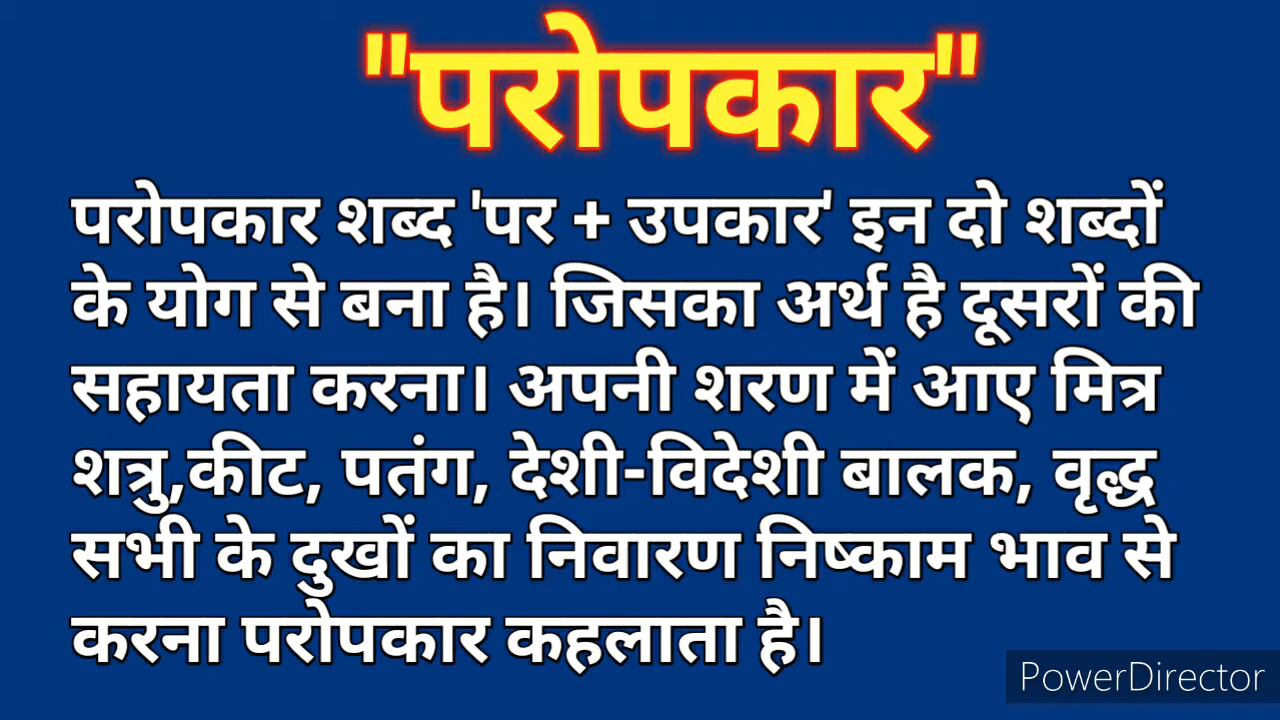 "परोपकार"
परोपकार शब्द 'पर + उपकार' इन दो शब्दों
के योग से बना है। जिसका अर्थ है दूसरों की
सहायता करना। अपनी शरण में आए मित्र
शत्रु,कीट, पतंग, देशी-विदेशी बालक, वृद्ध
सभी के दुखों का निवारण निष्काम भाव से
करना परोपकार कहलाता है।
PowerDirector